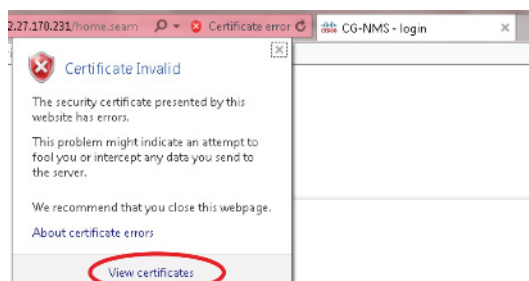 2.27.170.231/home.seam Certificate error CG-NMS - login
Certificate Invalid
The security certificate presented by this
website has errors.
This problem might indicate an attempt to
fool you or intercept any data you send to
the server.
We recommend that you close this webpage.
About certificate errors
View certificates